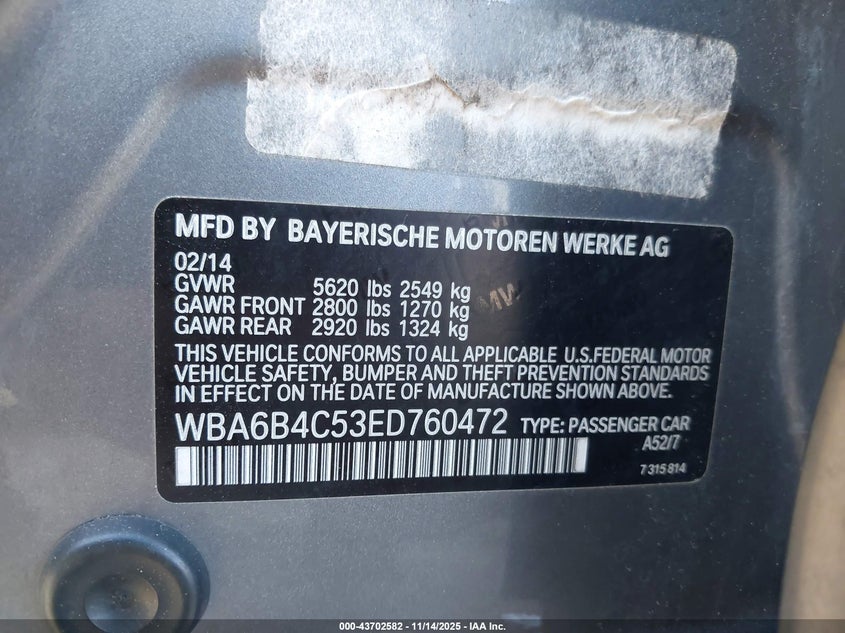 MFD BY BAYERISCHE MOTOREN WERKE AG
02/14
GVWR 5620 lbs 2549 kg
GAWR FRONT 2800 lbs 1270 kg
GAWR REAR 2920 lbs 1324 kg
THIS VEHICLE CONFORMS TO ALL APPLICABLE U.S.FEDERAL MOTOR
VEHICLE SAFETY, BUMPER AND THEFT PREVENTION STANDARDS
IN EFFECT ON THE DATE OF MANUFACTURE SHOWN ABOVE.
WBA6B4C53ED760472 TYPE: PASSENGER CAR
A52/7
7315814
000-43702582 - 11/14/2025 - IAA Inc.